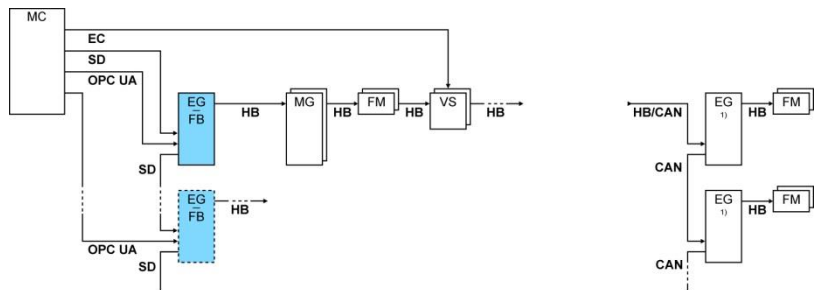 MC
EC
SD
OPC UA
EG
–
FB
HB
MG
HB
FM
HB
VS
HB
HB/CAN
EG
1)
HB
FM
SD
CAN
EG
–
FB
HB
EG
1)
HB
FM
OPC UA
SD
CAN